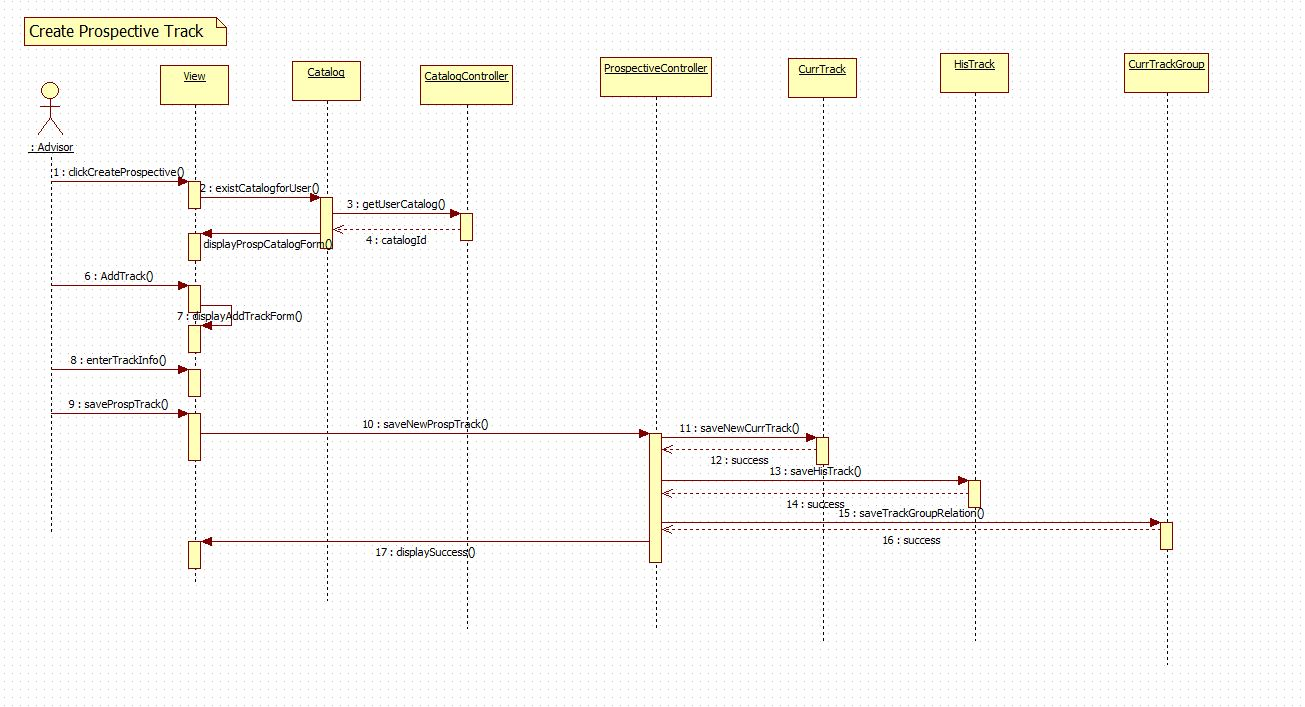 Create Prospective Track
View
Catalog
CatalogController
ProspectiveController
CurrTrack
HisTrack
CurrTrackGroup
: Advisor
1 : clickCreateProspective()
2 : existCatalogforUser()
3 : getUserCatalog()
4 : catalogId
displayProspCatalogForm()
6 : AddTrack()
7 : displayAddTrackForm()
8 : enterTrackInfo()
9 : saveProspTrack()
10 : saveNewProspTrack()
11 : saveNewCurrTrack()
12 : success
13 : saveHisTrack()
14 : success
15 : saveTrackGroupRelation()
16 : success
17 : displaySuccess()